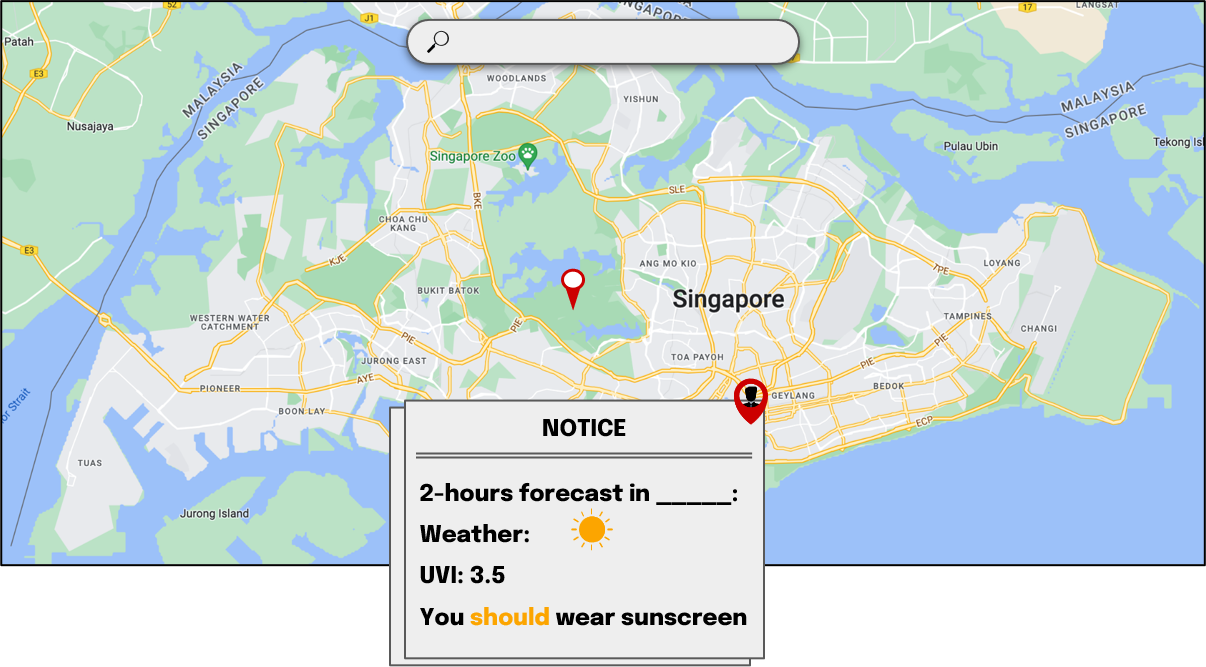 52
J1
17
LANGSAT
Patah
SINGAPORE
E3
MALAYSIA
SINGAPORE
WOODLANDS
YISHUN
MALAYSIA
SINGAPORE
Nusajaya
Singapore Zoo
Pulau Ubin
Tekong Isl
BKE
SLE
CHOA CHU
KANG
E3
KJE
ANG MO KIO
LOYANG
TPE
BUKIT BATOK
Singapore
WESTERN WATER
CATCHMENT
PIE
TAMPINES
CHANGI
PIE
PIE
JURONG EAST
TOA PAYOH
PIE
PIONEER
AYE
BEDOK
GEYLANG
BOON LAY
ECP
or Strait
TUAS
Jurong Island
NOTICE
2-hours forecast in _____:
Weather:
UVI: 3.5
You should wear sunscreen